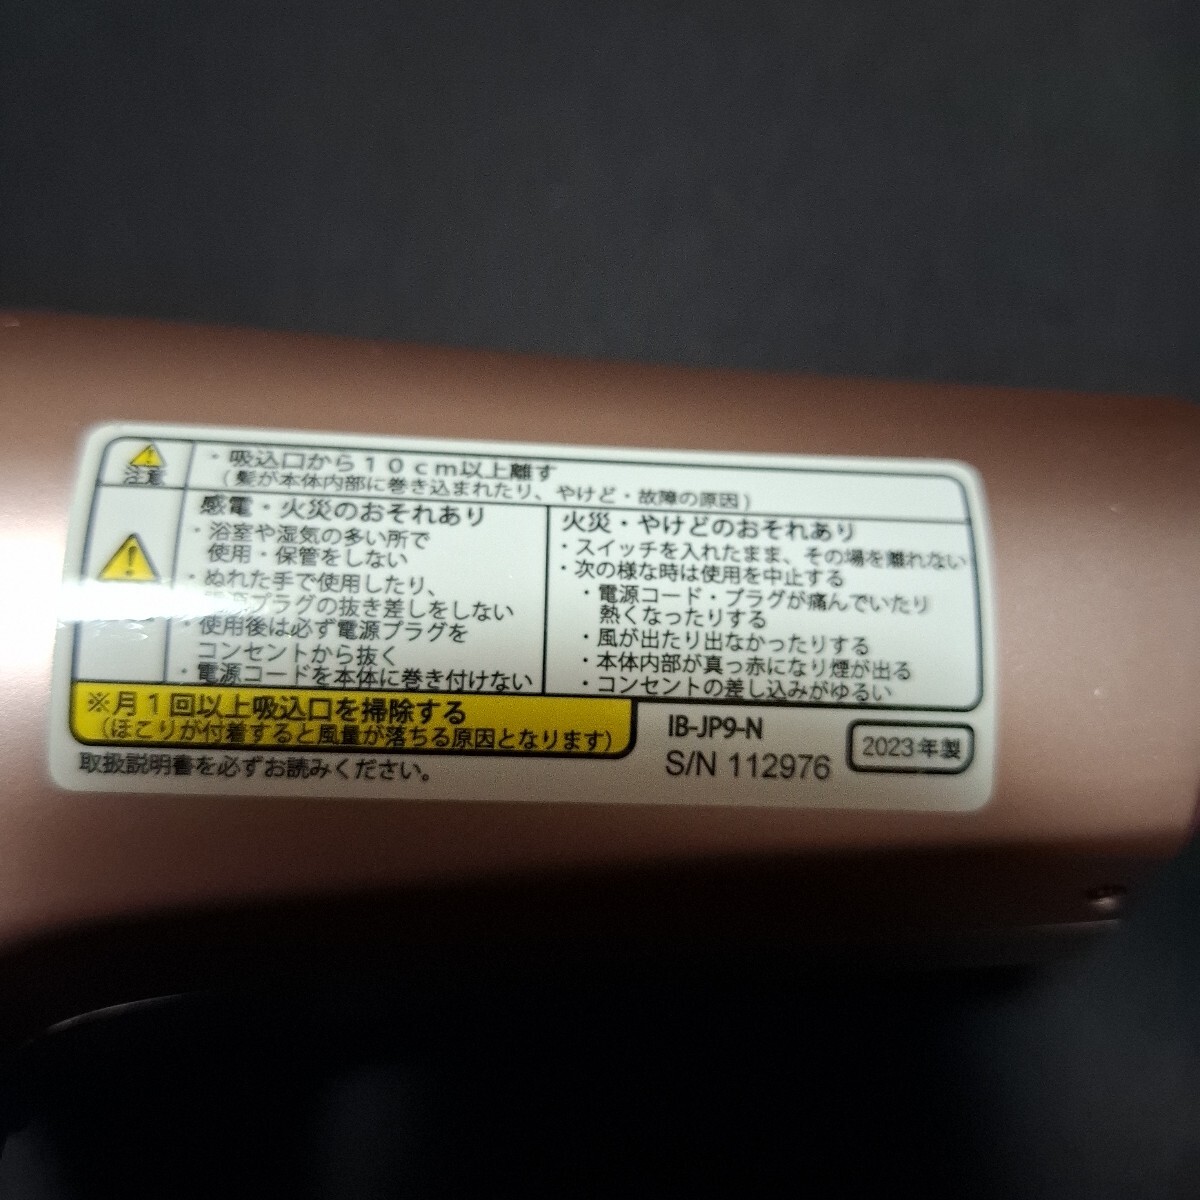 注意
・吸込口から10cm以上離す
(髪が本体内部に巻き込まれたり、やけど・故障の原因)
感電・火災のおそれあり
・浴室や湿気の多い所で
使用・保管をしない
・ぬれた手で使用したり、
電源プラグの抜き差しをしない
・使用後は必ず電源プラグを
コンセントから抜く
・電源コードを本体に巻き付けない
火災・やけどのおそれあり
・スイッチを入れたまま、その場を離れない
・次の様な時は使用を中止する
・電源コード・プラグが痛んでいたり
熱くなったりする
・風が出たり出なかったりする
・本体内部が真っ赤になり煙が出る
・コンセントの差し込みがゆるい
※月1回以上吸込口を掃除する
(ほこりが付着すると風量が落ちる原因となります)
取扱説明書を必ずお読みください。
IB-JP9-N
S/N 112976
2023年製